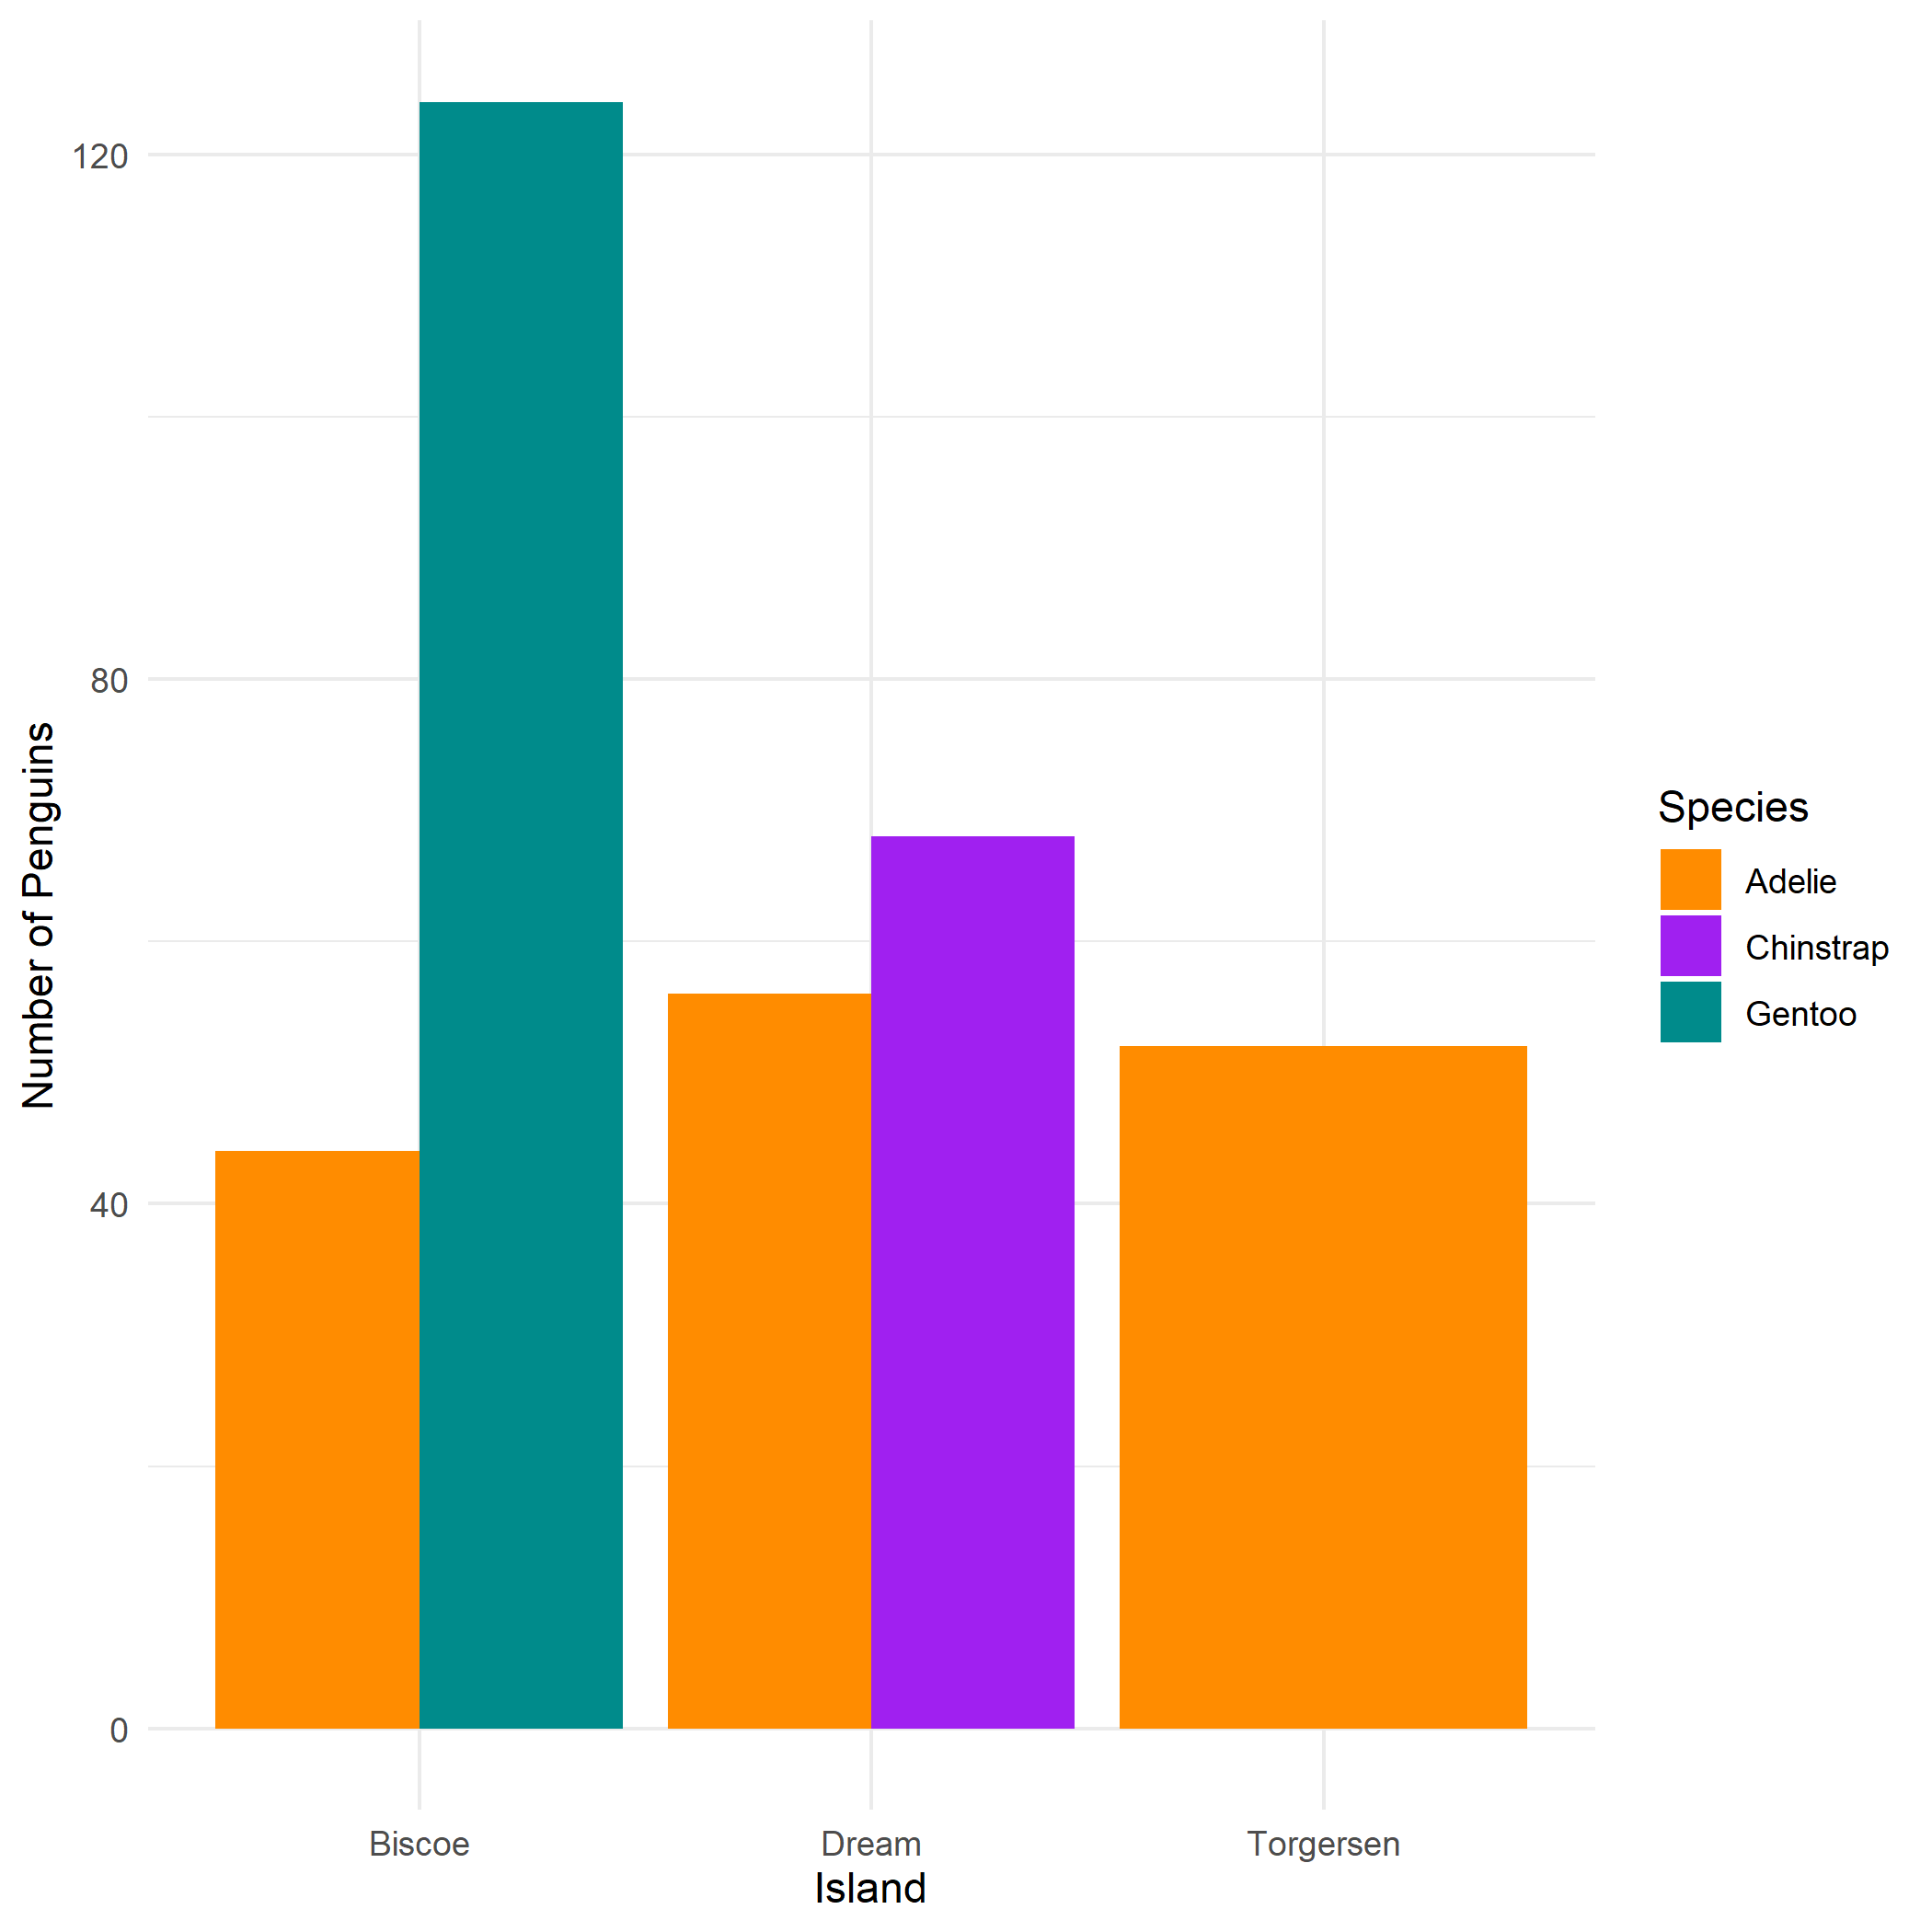 120
80
40
0
Number of Penguins
Biscoe Dream Torgersen
Island
Species
Adelie
Chinstrap
Gentoo